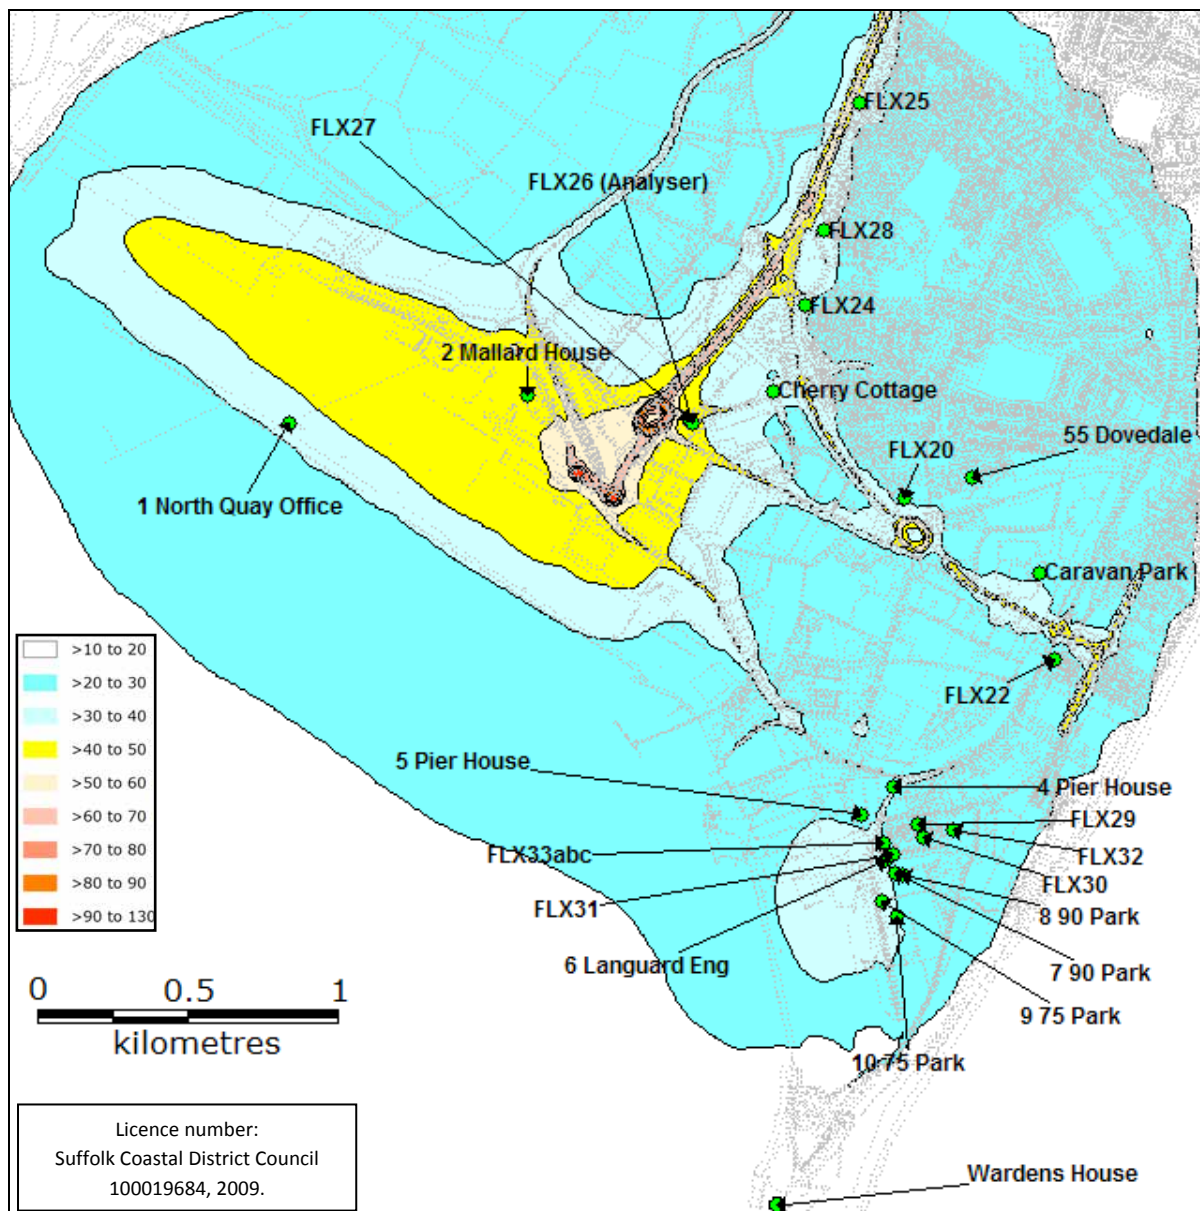 FLX25
FLX27
FLX26 (Analyser)
FLX28
FLX24
2 Mallard House
Cherry Cottage
55 Dovedale
FLX20
1 North Quay Office
Caravan Park
>10 to 20
>20 to 30
>30 to 40
>40 to 50
>50 to 60
>60 to 70
>70 to 80
>80 to 90
>90 to 130
FLX22
5 Pier House
4 Pier House
FLX29
FLX33abc
FLX32
FLX30
FLX31
8 90 Park
6 Languard Eng
7 90 Park
9 75 Park
10 75 Park
0 0.5 1
kilometres
Licence number:
Suffolk Coastal District Council
100019684, 2009.
Wardens House